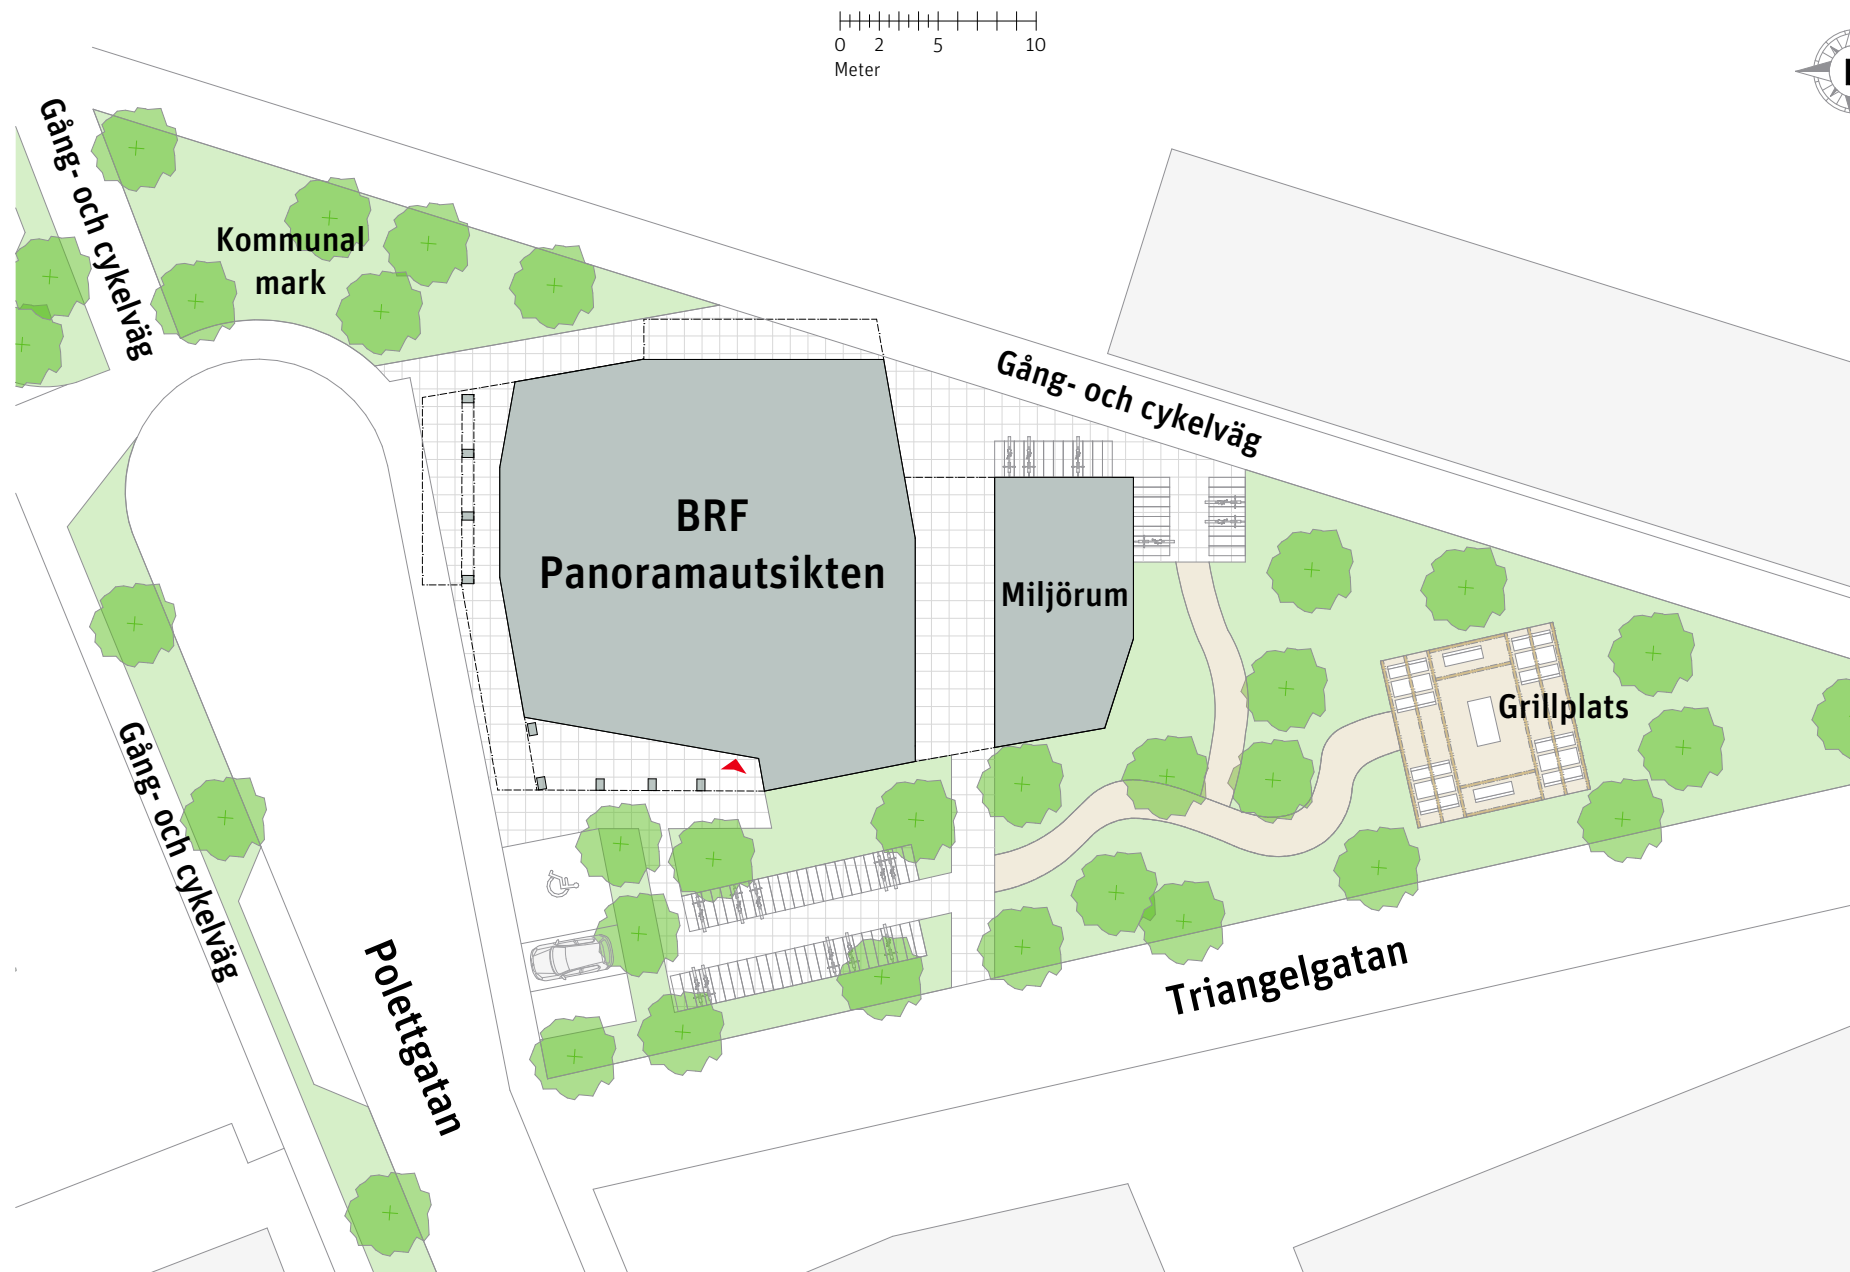 0 2 5 10
Meter
Gång- och cykelväg
Kommunal
mark
Gång- och cykelväg
BRF
Panoramautsikten
Miljörum
Grillplats
Gång- och cykelväg
Polettgatan
Triangelgatan